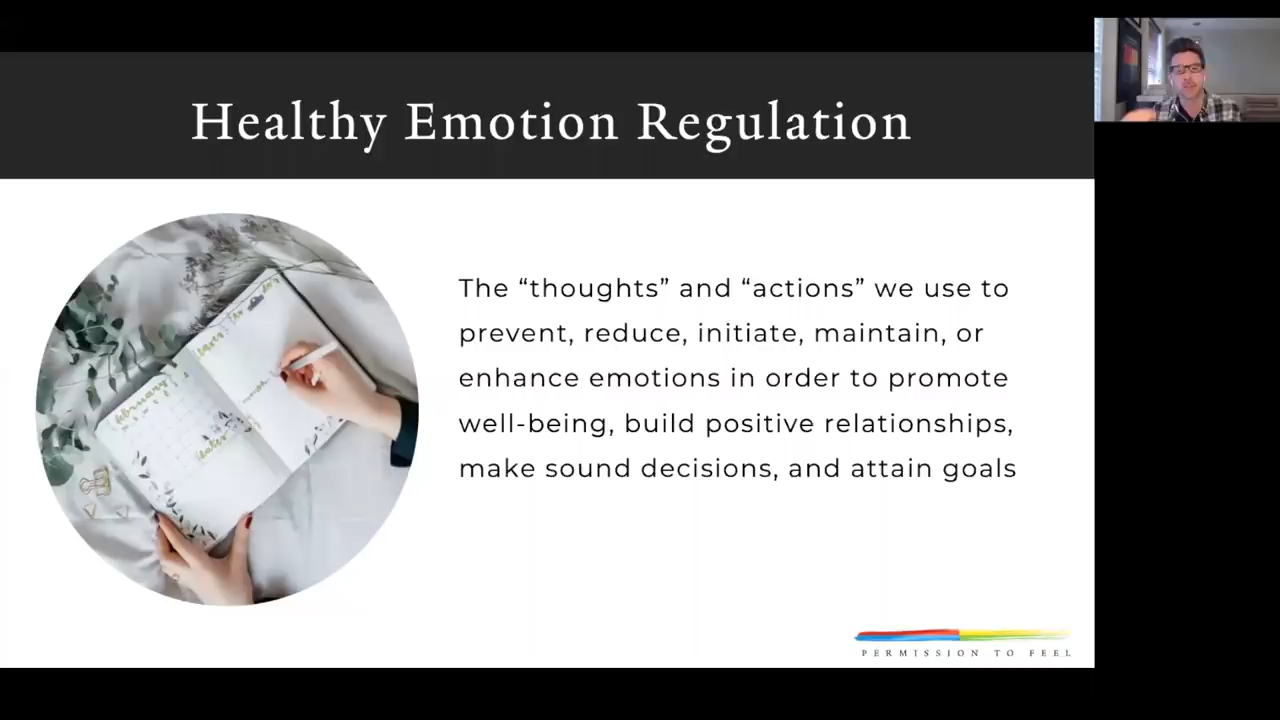 Healthy Emotion Regulation
The “thoughts” and “actions” we use to
prevent, reduce, initiate, maintain, or
enhance emotions in order to promote
well-being, build positive relationships,
make sound decisions, and attain goals
february
PERMISSION TO FEEL